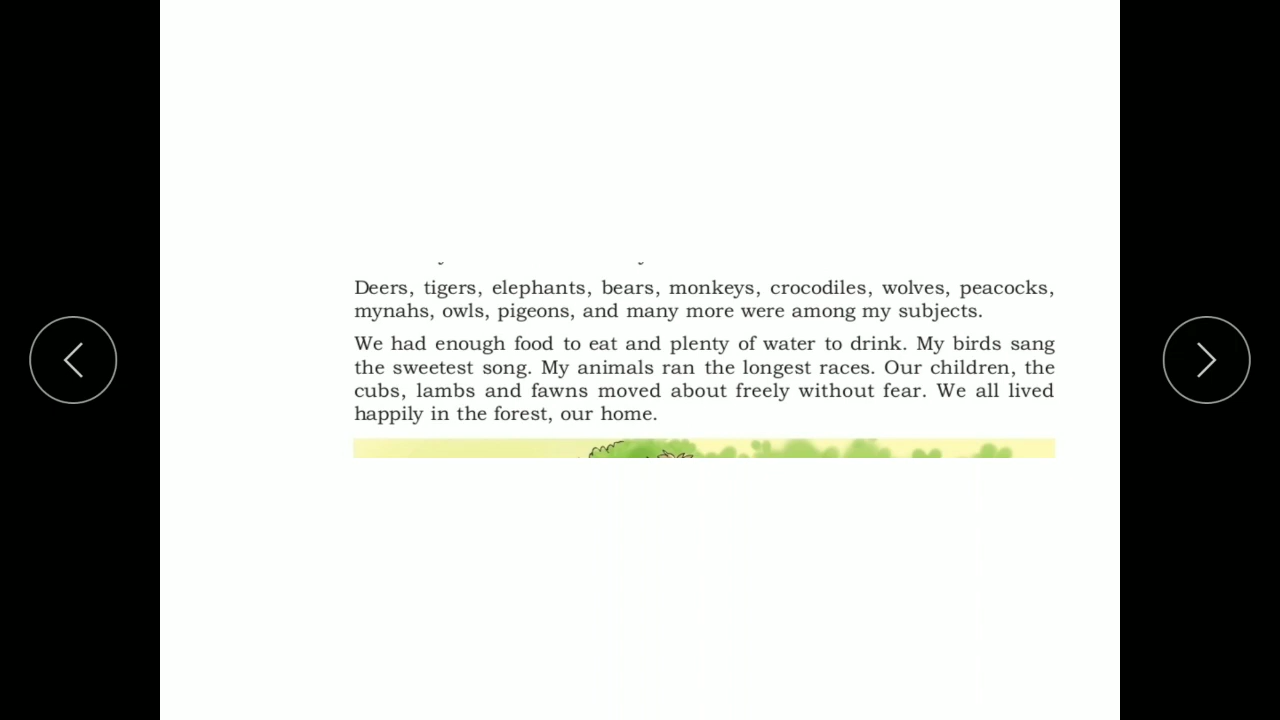 Deers, tigers, elephants, bears, monkeys, crocodiles, wolves, peacocks,
mynahs, owls, pigeons, and many more were among my subjects.
We had enough food to eat and plenty of water to drink. My birds sang
the sweetest song. My animals ran the longest races. Our children, the
cubs, lambs and fawns moved about freely without fear. We all lived
happily in the forest, our home.